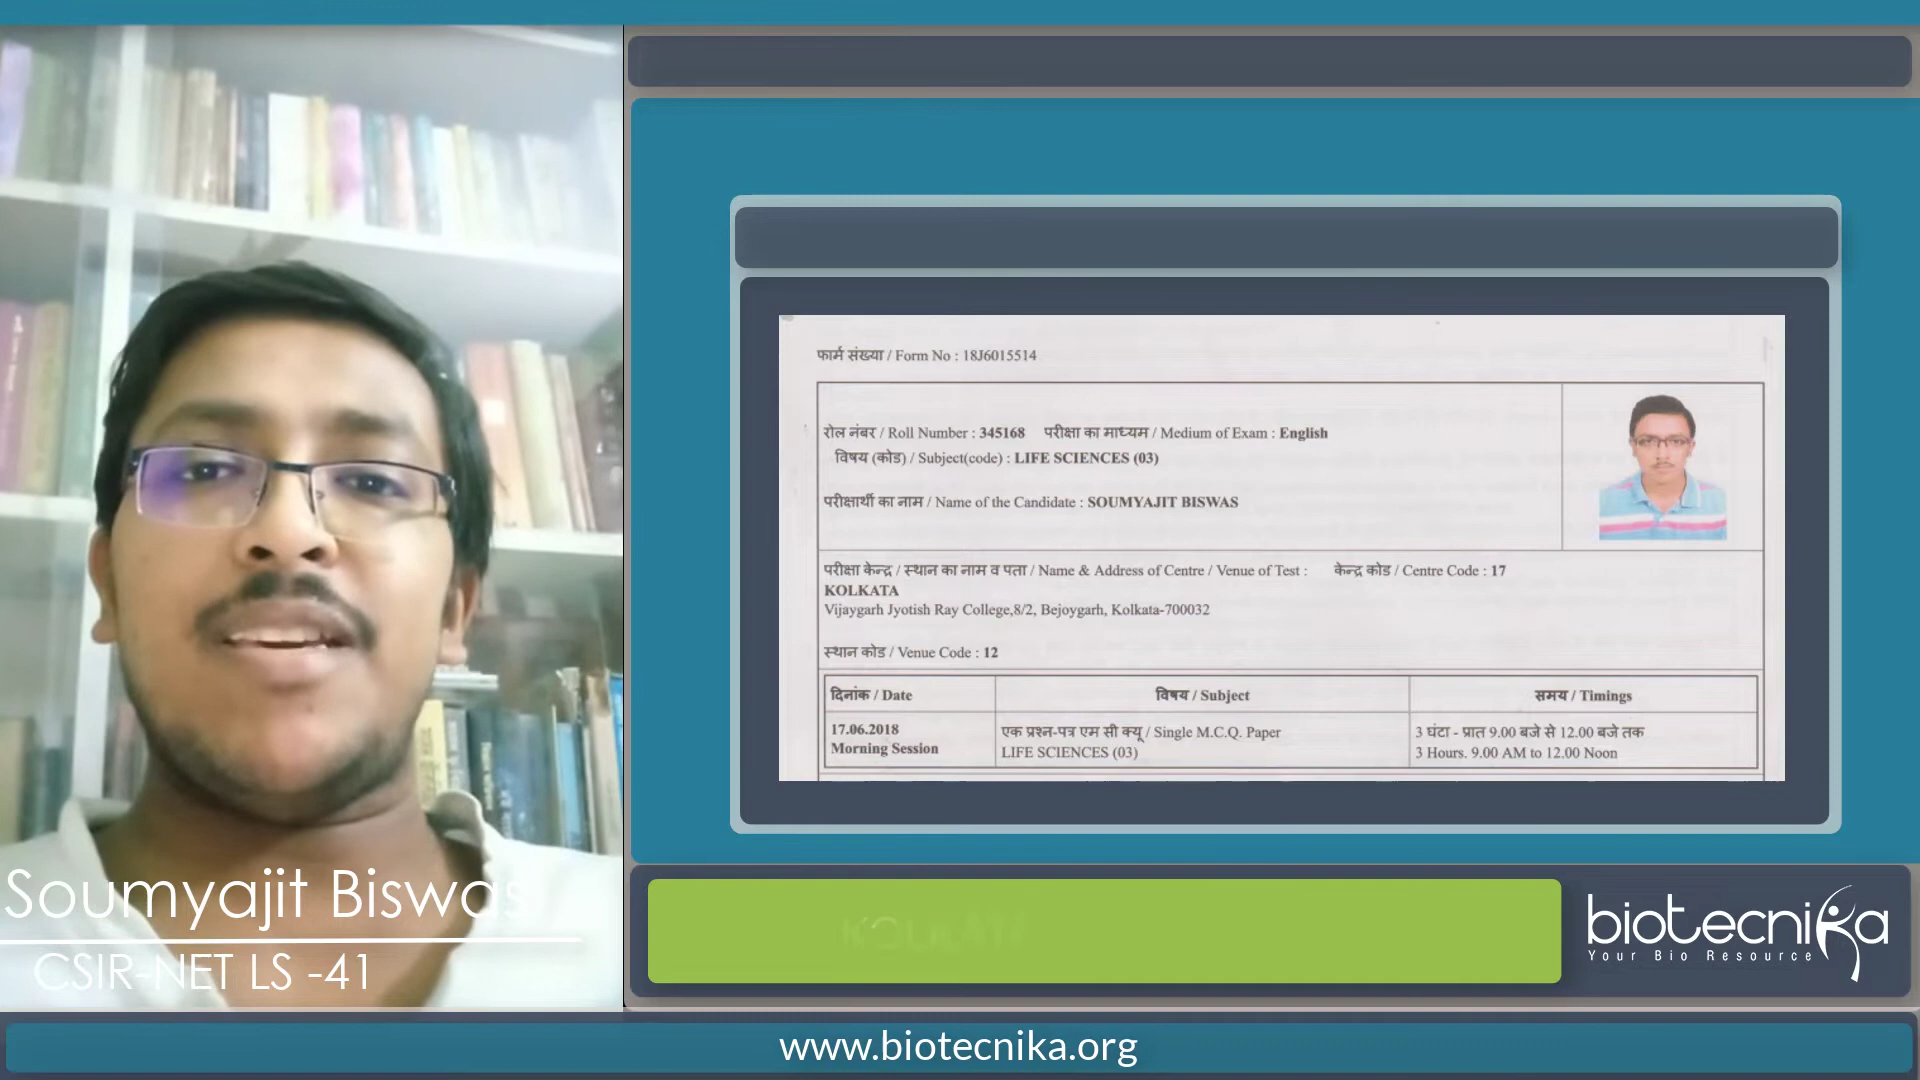 Soumyajit Biswas
CSIR-NET LS -41
फार्म संख्या / Form No : 18J6015514
रोल नंबर / Roll Number : 345168 परीक्षा का माध्यम / Medium of Exam : English
विषय (कोड) / Subject(code) : LIFE SCIENCES (03)
परीक्षार्थी का नाम / Name of the Candidate : SOUMYAJIT BISWAS
परीक्षा केन्द्र / स्थान का नाम व पता / Name & Address of Centre / Venue of Test : केन्द्र कोड / Centre Code : 17
KOLKATA
Vijaygarh Jyotish Ray College,8/2, Bejoygarh, Kolkata-700032
स्थान कोड / Venue Code : 12
दिनांक / Date विषय / Subject समय / Timings
17.06.2018 एक प्रश्न-पत्र एम सी क्यू / Single M.C.Q. Paper 3 घंटा - प्रात 9.00 बजे से 12.00 बजे तक
Morning Session LIFE SCIENCES (03) 3 Hours. 9.00 AM to 12.00 Noon
KOLKATA
biotecnika
Your Bio Resource
www.biotecnika.org